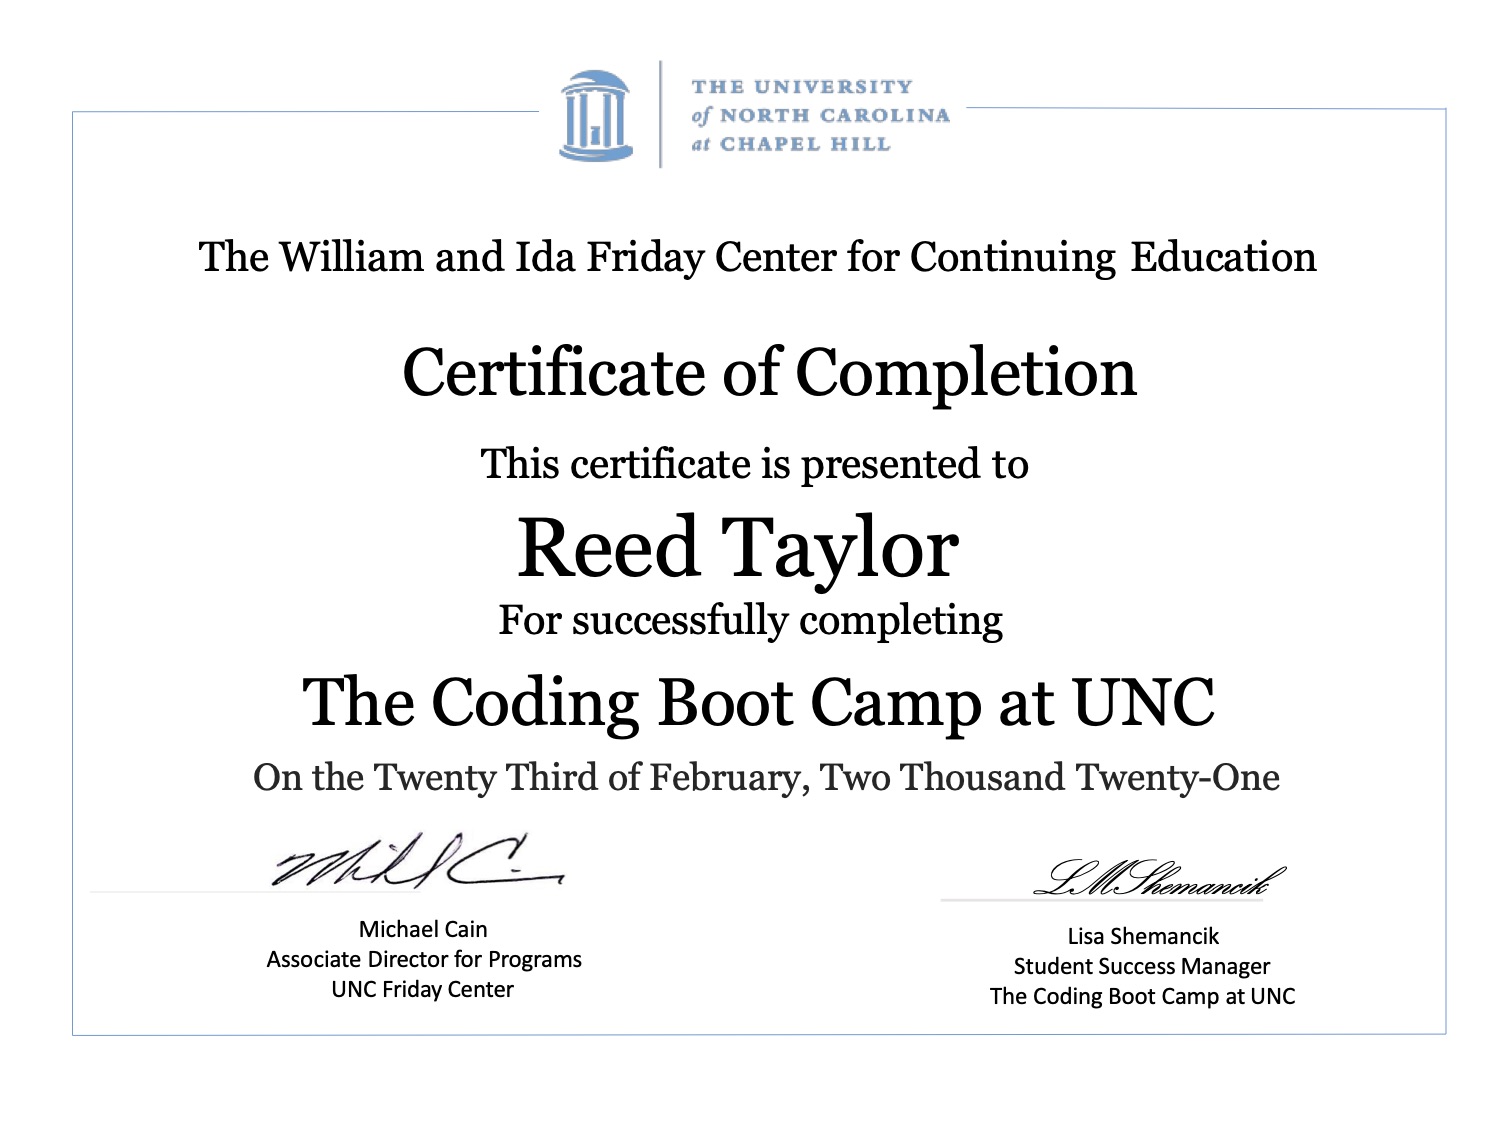 THE UNIVERSITY
of NORTH CAROLINA
at CHAPEL HILL
The William and Ida Friday Center for Continuing Education
Certificate of Completion
This certificate is presented to
Reed Taylor
For successfully completing
The Coding Boot Camp at UNC
On the Twenty Third of February, Two Thousand Twenty-One
LMShemancik
Michael Cain
Associate Director for Programs
UNC Friday Center
Lisa Shemancik
Student Success Manager
The Coding Boot Camp at UNC